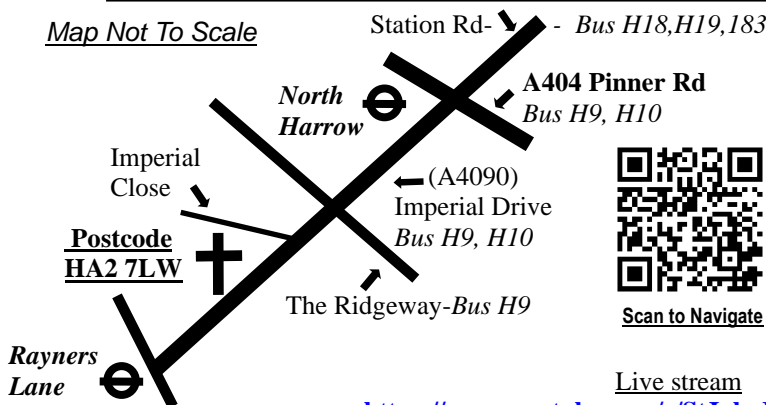 Map Not To Scale
Station Rd- - Bus H18,H19,183
A404 Pinner Rd
Bus H9, H10
North
Harrow
Imperial
Close
(A4090)
Imperial Drive
Bus H9, H10
Postcode
HA2 7LW
The Ridgeway-Bus H9
Scan to Navigate
Rayners
Lane
Live stream